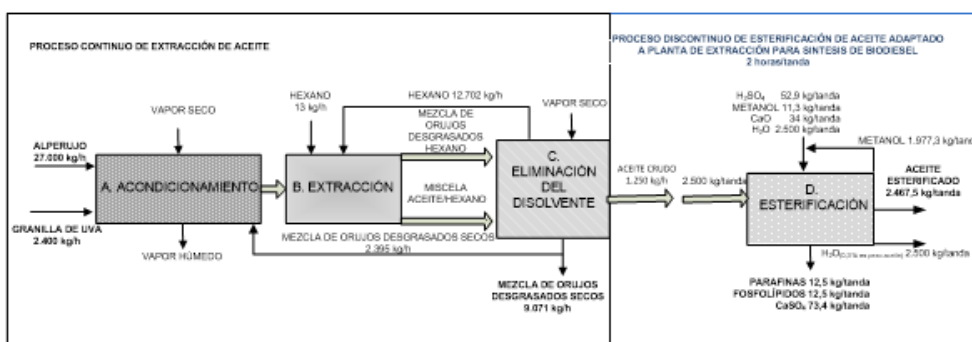 PROCESO CONTINUO DE EXTRACCIÓN DE ACEITE
PROCESO DISCONTINUO DE ESTERIFICACIÓN DE ACEITE ADAPTADO
A PLANTA DE EXTRACCIÓN PARA SINTESIS DE BIODIESEL
2 horas/tanda
VAPOR SECO
HEXANO
13 kg/h
HEXANO 12.702 kg/h
MEZCLA DE
ORUJOS
DESGRASADOS
HEXANO
VAPOR SECO
ALPERUJO
27.000 kg/h
GRANILLA DE UVA
2.400 kg/h
A. ACONDICIONAMIENTO
VAPOR HÚMEDO
B. EXTRACCIÓN
MISCELA
ACEITE/HEXANO
MEZCLA DE ORUJOS DESGRASADOS SECOS
2.395 kg/h
C.
ELIMINACIÓN
DEL
DISOLVENTE
MEZCLA DE ORUJOS
DESGRASADOS SECOS
9.071 kg/h
ACEITE CRUDO
1.250 kg/h
2.500 kg/tanda
H₂SO₄ 52,9 kg/tanda
METANOL 11,3 kg/tanda
CaO 34 kg/tanda
H₂O 2.500 kg/tanda
METANOL 1.977,3 kg/tand
D.
ESTERIFICACIÓN
ACEITE
ESTERIFICADO
2.467,5 kg/tanda
H₂O 2.500 kg/tanda
PARAFINAS 12,5 kg/tanda
FOSFOLÍPIDOS 12,5 kg/tanda
CaSO₄ 73,4 kg/tanda